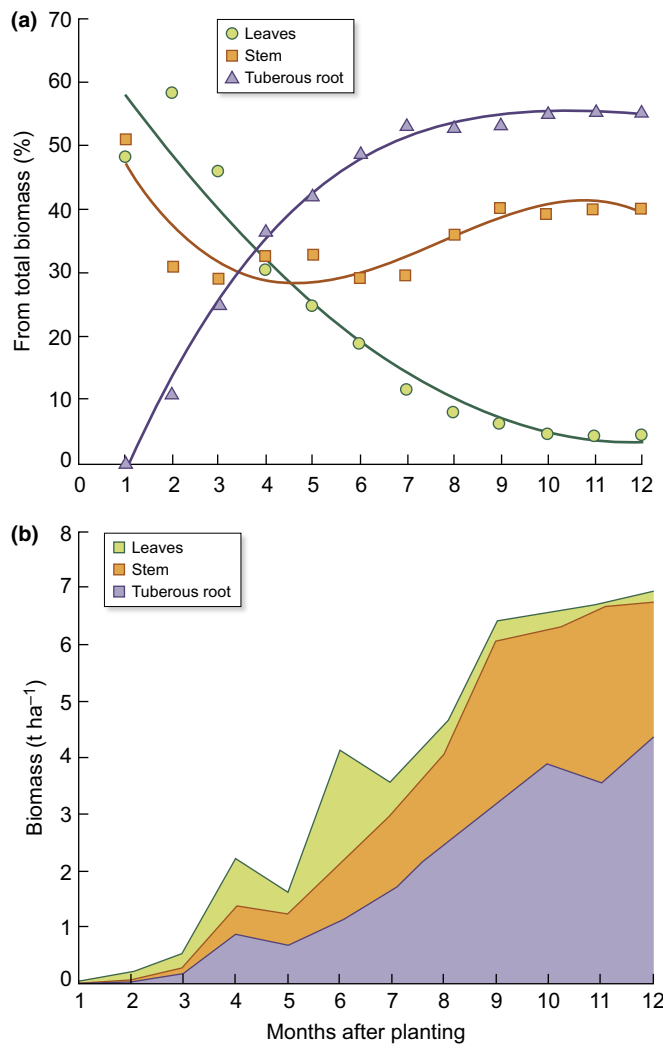 (a)
70
60
50
40
30
20
10
0
From total biomass (%)
Leaves
Stem
Tuberous root
0 1 2 3 4 5 6 7 8 9 10 11 12
(b)
8
7
6
5
4
3
2
1
0
Biomass (t ha⁻¹)
Leaves
Stem
Tuberous root
1 2 3 4 5 6 7 8 9 10 11 12
Months after planting